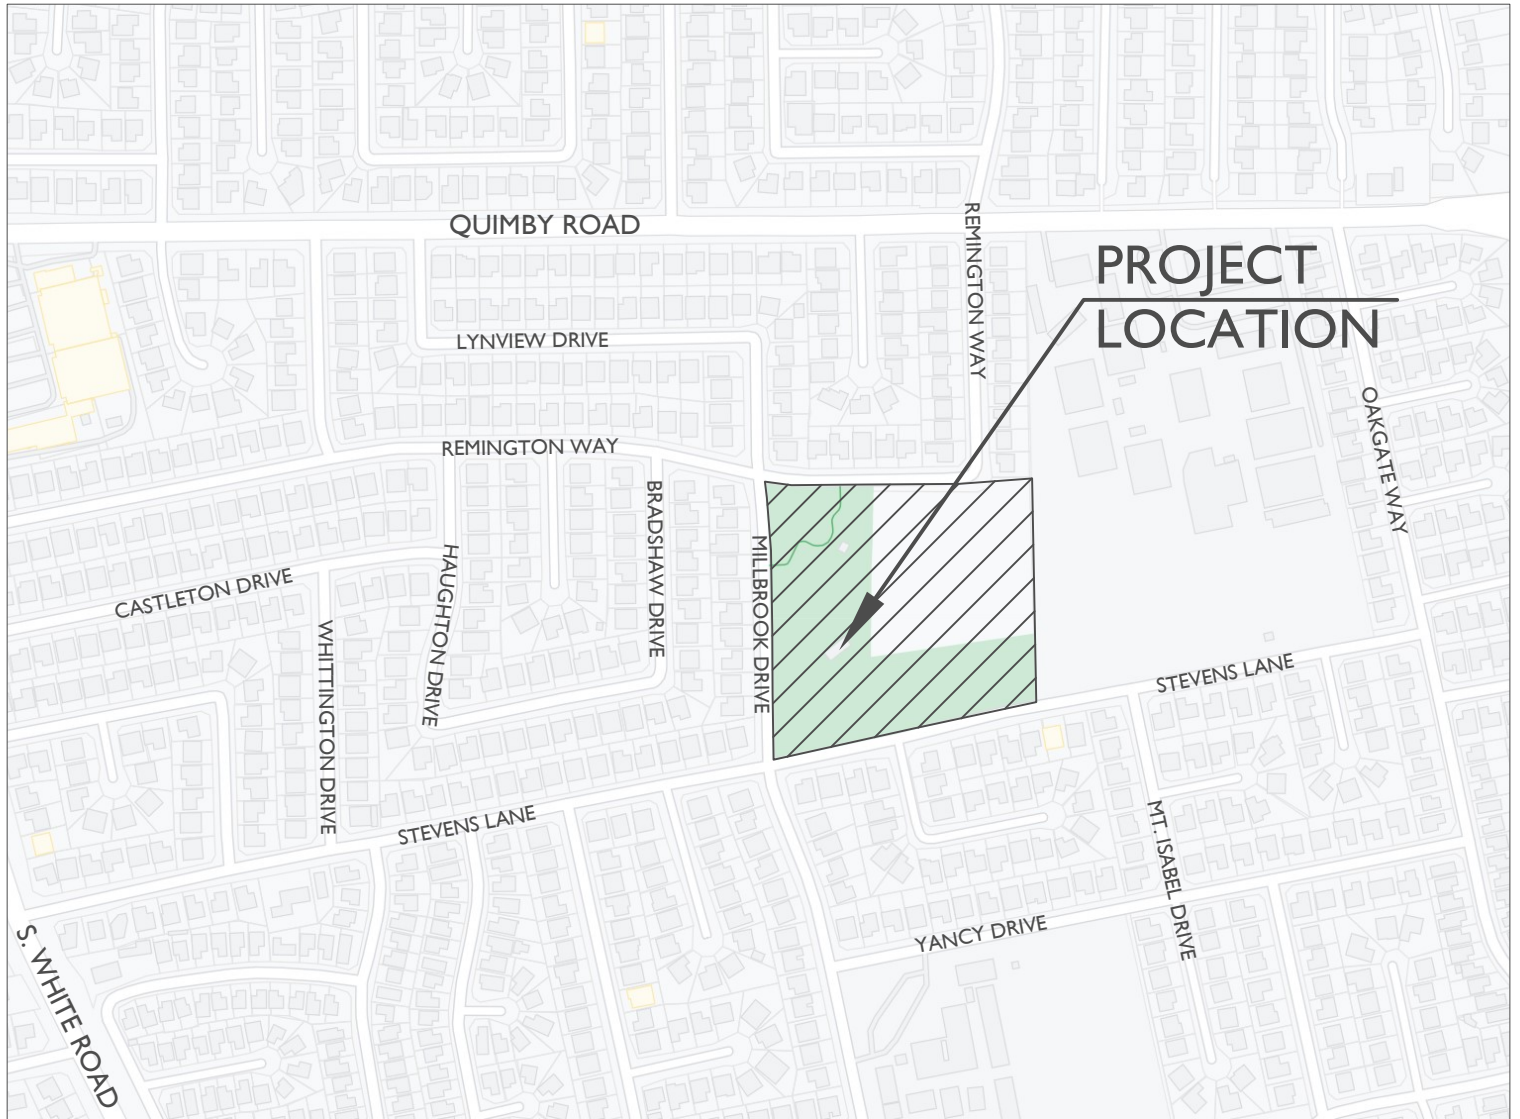 QUIMBY ROAD
REMINGTON WAY
PROJECT
LOCATION
LYNVIEW DRIVE
OAKGATE WAY
REMINGTON WAY
BRADSHAW DRIVE
MILLBROOK DRIVE
HAUGHTON DRIVE
CASTLETON DRIVE
WHITTINGTON DRIVE
STEVENS LANE
STEVENS LANE
MT. ISABEL DRIVE
YANCY DRIVE
S. WHITE ROAD